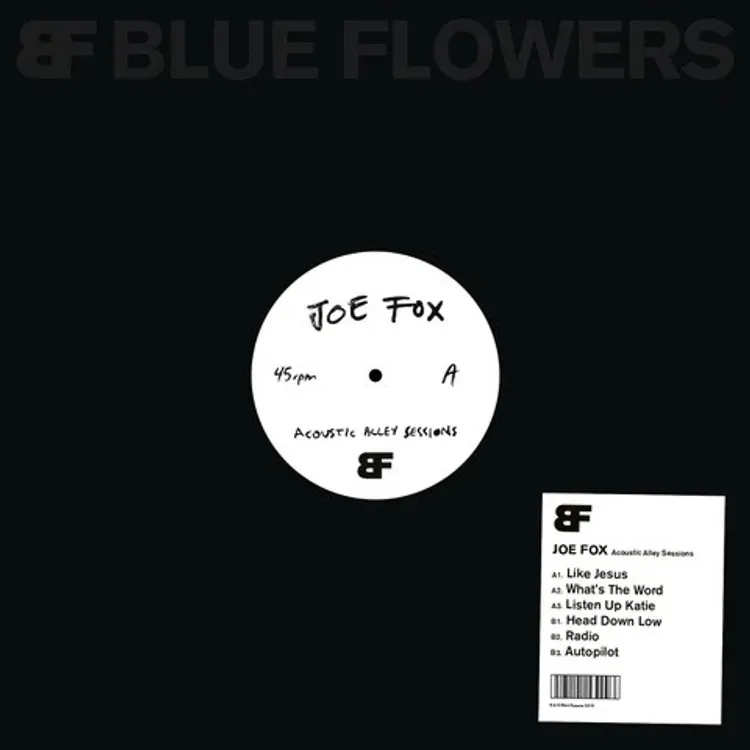 BF BLUE FLOWERS
JOE FOX
45rpm
A
ACOUSTIC ALLEY SESSIONS
BF
BF
JOE FOX Acoustic Alley Sessions
A1. Like Jesus
A2. What's The Word
A3. Listen Up Katie
B1. Head Down Low
B2. Radio
B3. Autopilot